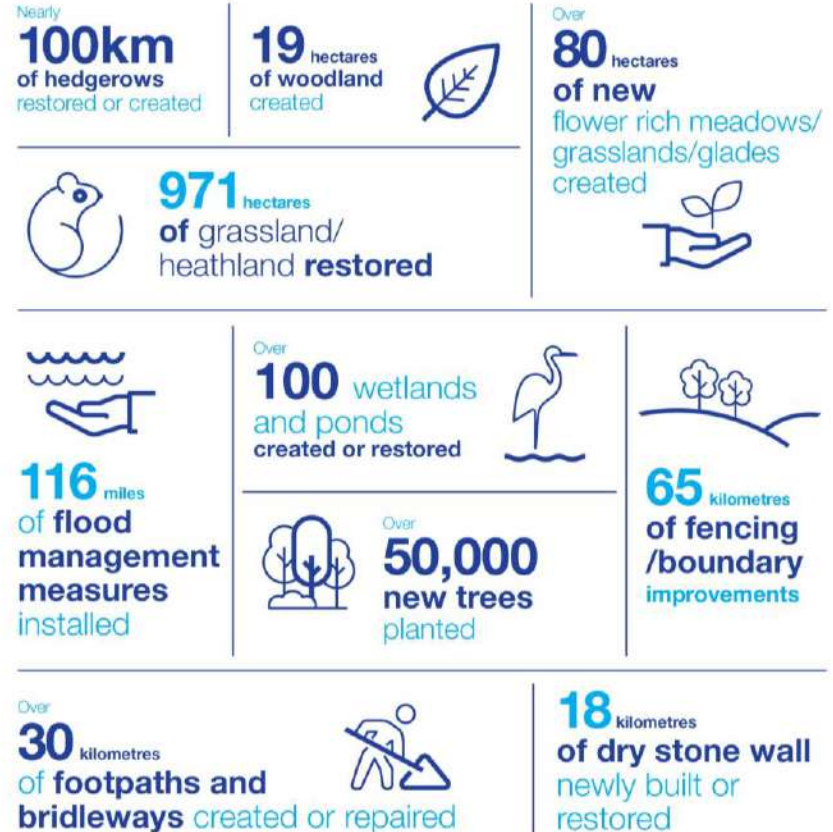 Nearly
100km
of hedgerows
restored or created
19 hectares
of woodland
created
Over
80 hectares
of new
flower rich meadows/
grasslands/glades
created
971 hectares
of grassland/
heathland restored
116 miles
of flood
management
measures
installed
Over
100 wetlands
and ponds
created or restored
Over
50,000
new trees
planted
65 kilometres
of fencing
/boundary
improvements
Over
30 kilometres
of footpaths and
bridleways created or repaired
18 kilometres
of dry stone wall
newly built or
restored